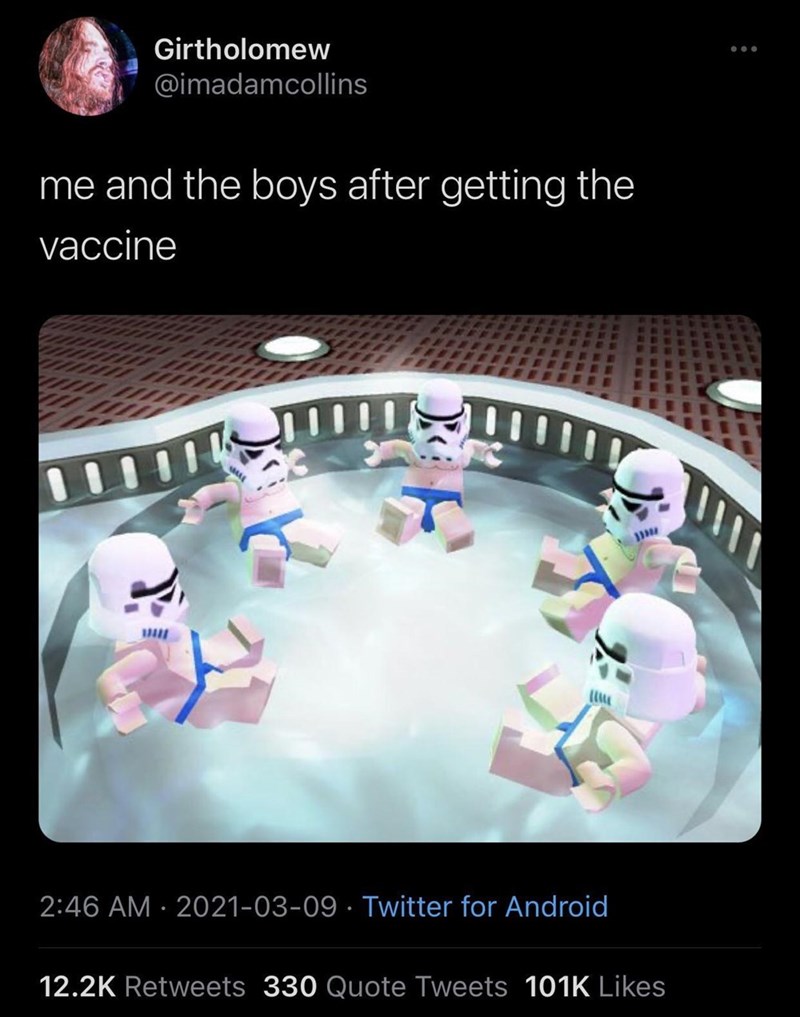 Girtholomew
@imadamcollins
me and the boys after getting the
vaccine
2:46 AM · 2021-03-09 · Twitter for Android
12.2K Retweets 330 Quote Tweets 101K Likes